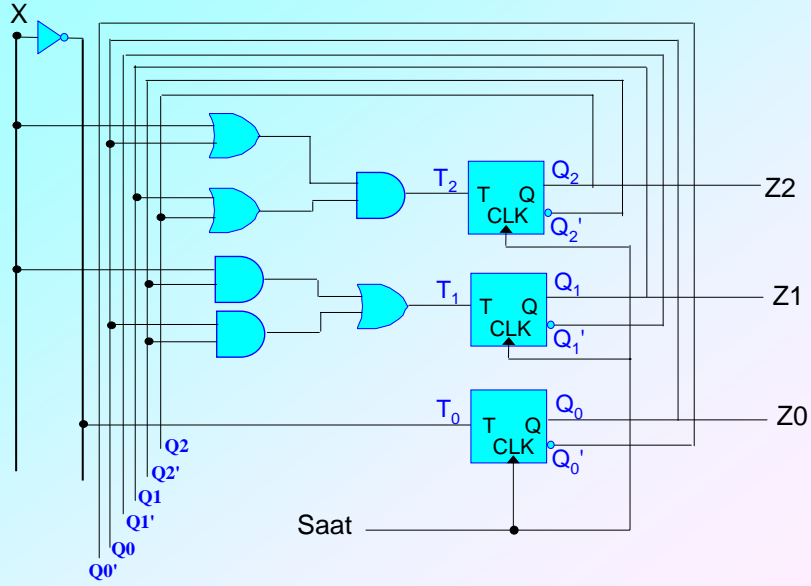 X
T₂
T Q
CLK
Q₂
Q₂'
Z2
T₁
T Q
CLK
Q₁
Q₁'
Z1
T₀
T Q
CLK
Q₀
Q₀'
Z0
Q2
Q2'
Q1
Q1'
Q0
Q0'
Saat